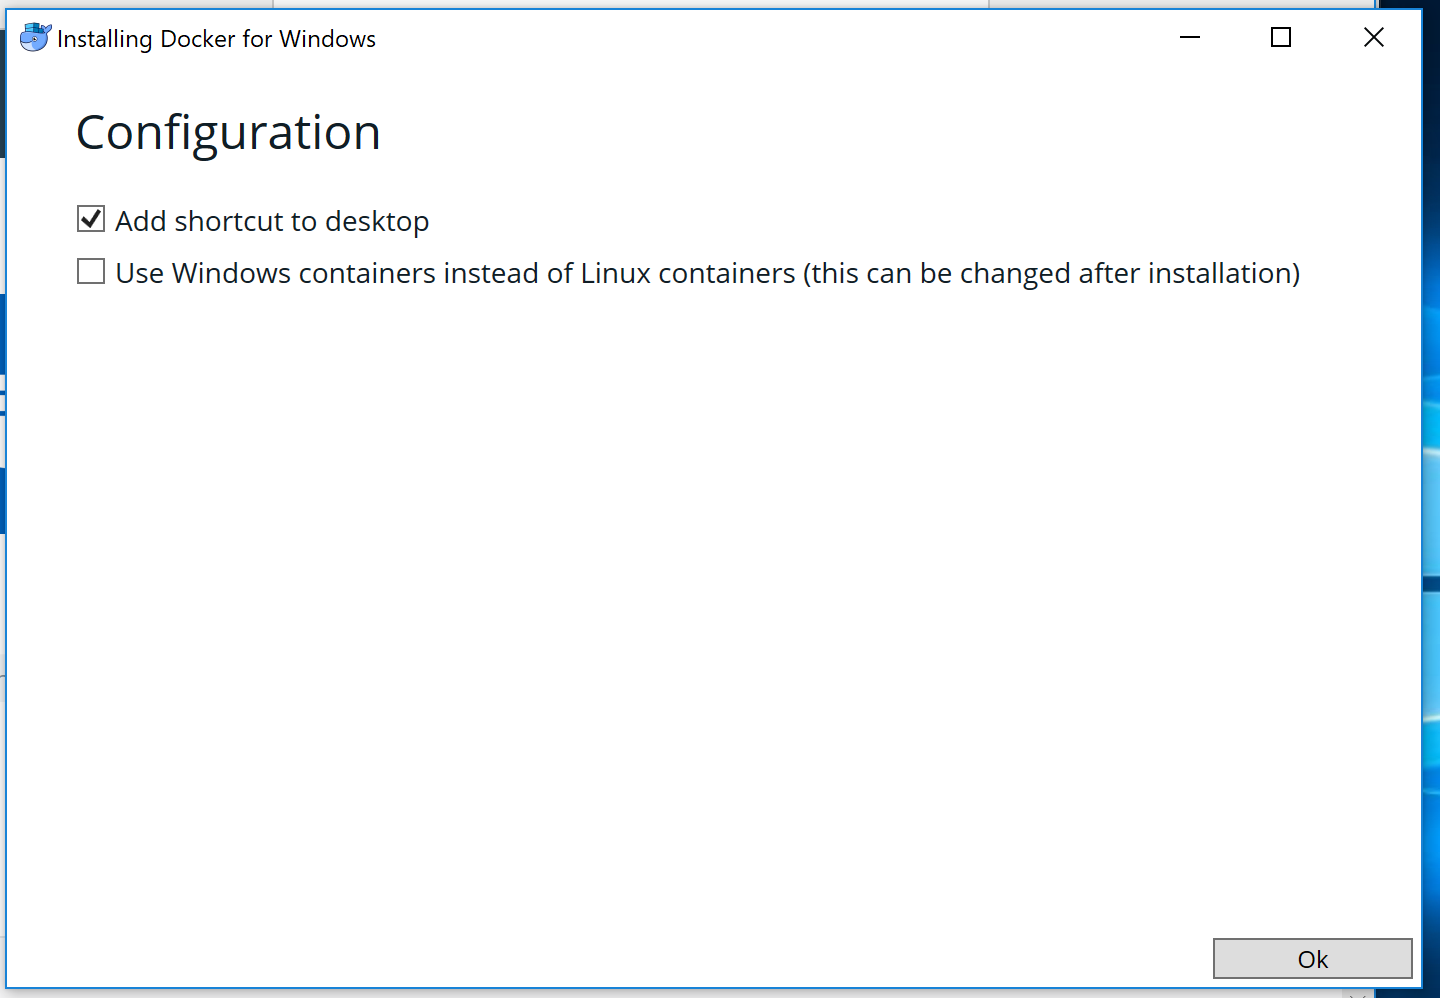 Installing Docker for Windows
Configuration
Add shortcut to desktop
Use Windows containers instead of Linux containers (this can be changed after installation)
Ok